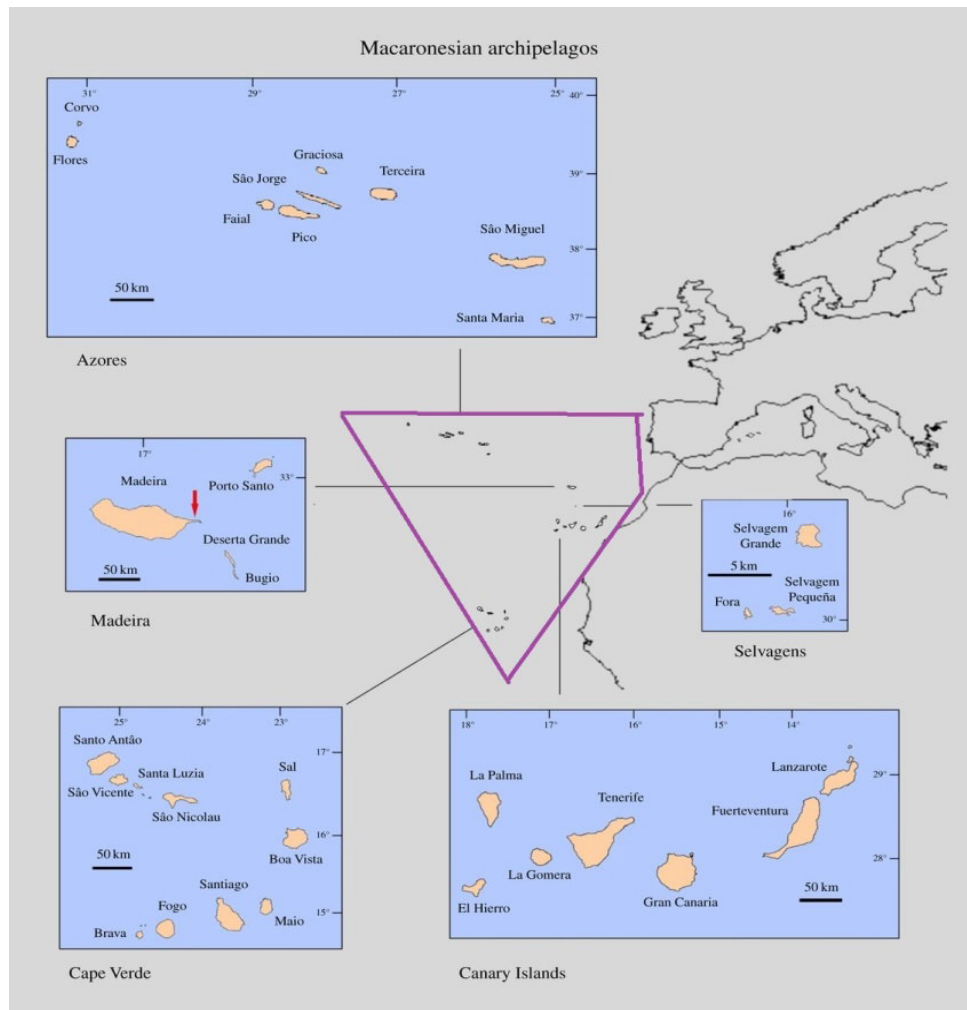 Macaronesian archipelagos
31°
29°
27°
25°
40°
Corvo
Flores
Graciosa
Terceira
39°
São Jorge
Faial
Pico
São Miguel
38°
50 km
Santa Maria
37°
Azores
17°
Madeira
Porto Santo
33°
Deserta Grande
50 km
Bugio
Madeira
16°
Selvagem
Grande
5 km
Selvagem
Pequeña
Fora
30°
Selvagens
25°
24°
23°
Santo Antão
17°
Santa Luzia
Sal
São Vicente
São Nicolau
16°
Boa Vista
50 km
Santiago
Fogo
Maio
15°
Brava
Cape Verde
18°
17°
16°
15°
14°
Lanzarote
La Palma
29°
Tenerife
Fuerteventura
28°
La Gomera
El Hierro
Gran Canaria
50 km
Canary Islands